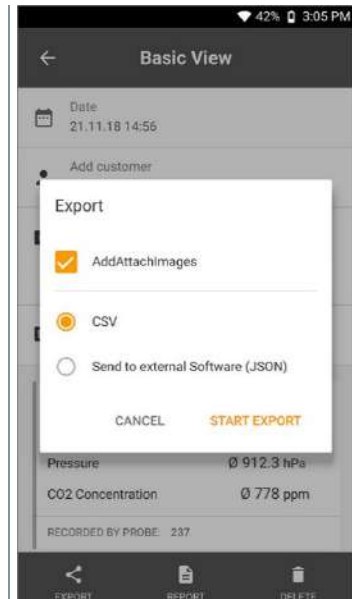 42% 3:05 PM
Basic View
Date
21.11.18 14:56
Add customer
Export
AddAttachImages
CSV
Send to external Software (JSON)
CANCEL START EXPORT
Pressure Ø 912.3 hPa
CO2 Concentration Ø 778 ppm
RECORDED BY PROBE: 237
EXPORT REPORT DELETE